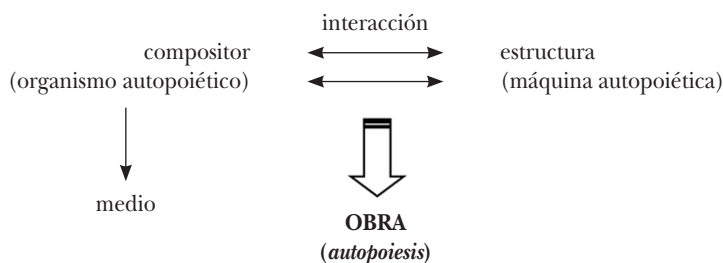 interacción
compositor estructura
(organismo autopoiético) (máquina autopoiética)
medio
OBRA
(autopoiesis)